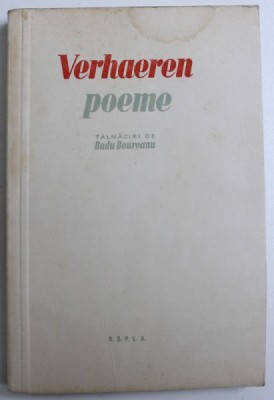 Verhaeren
poeme
TĂLMĂCIRI DE
Radu Boureanu
E. S. P. L. A.